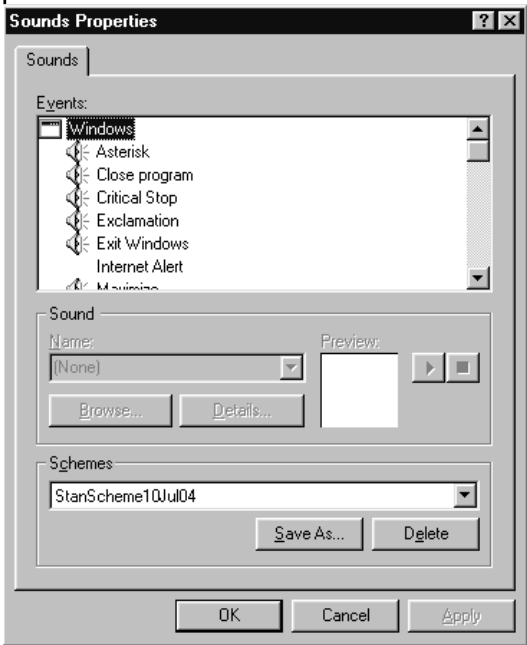 Sounds Properties
Sounds
Events:
Windows
Asterisk
Close program
Critical Stop
Exclamation
Exit Windows
Internet Alert
Maximize
Sound
Name:
Preview:
(None)
Browse...
Details...
Schemes
StanScheme10Jul04
Save As...
Delete
OK
Cancel
Apply